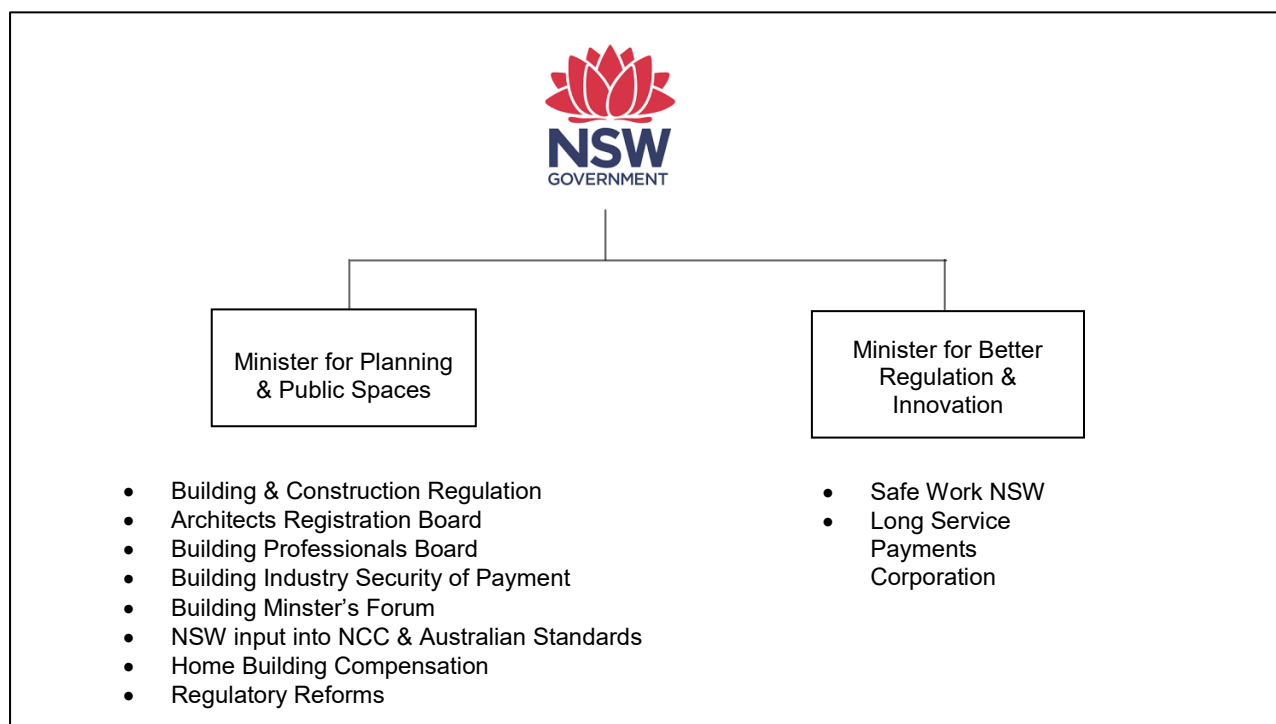 NSW
GOVERNMENT
Minister for Planning
& Public Spaces
Minister for Better
Regulation &
Innovation
• Building & Construction Regulation
• Architects Registration Board
• Building Professionals Board
• Building Industry Security of Payment
• Building Minster’s Forum
• NSW input into NCC & Australian Standards
• Home Building Compensation
• Regulatory Reforms
• Safe Work NSW
• Long Service
Payments
Corporation